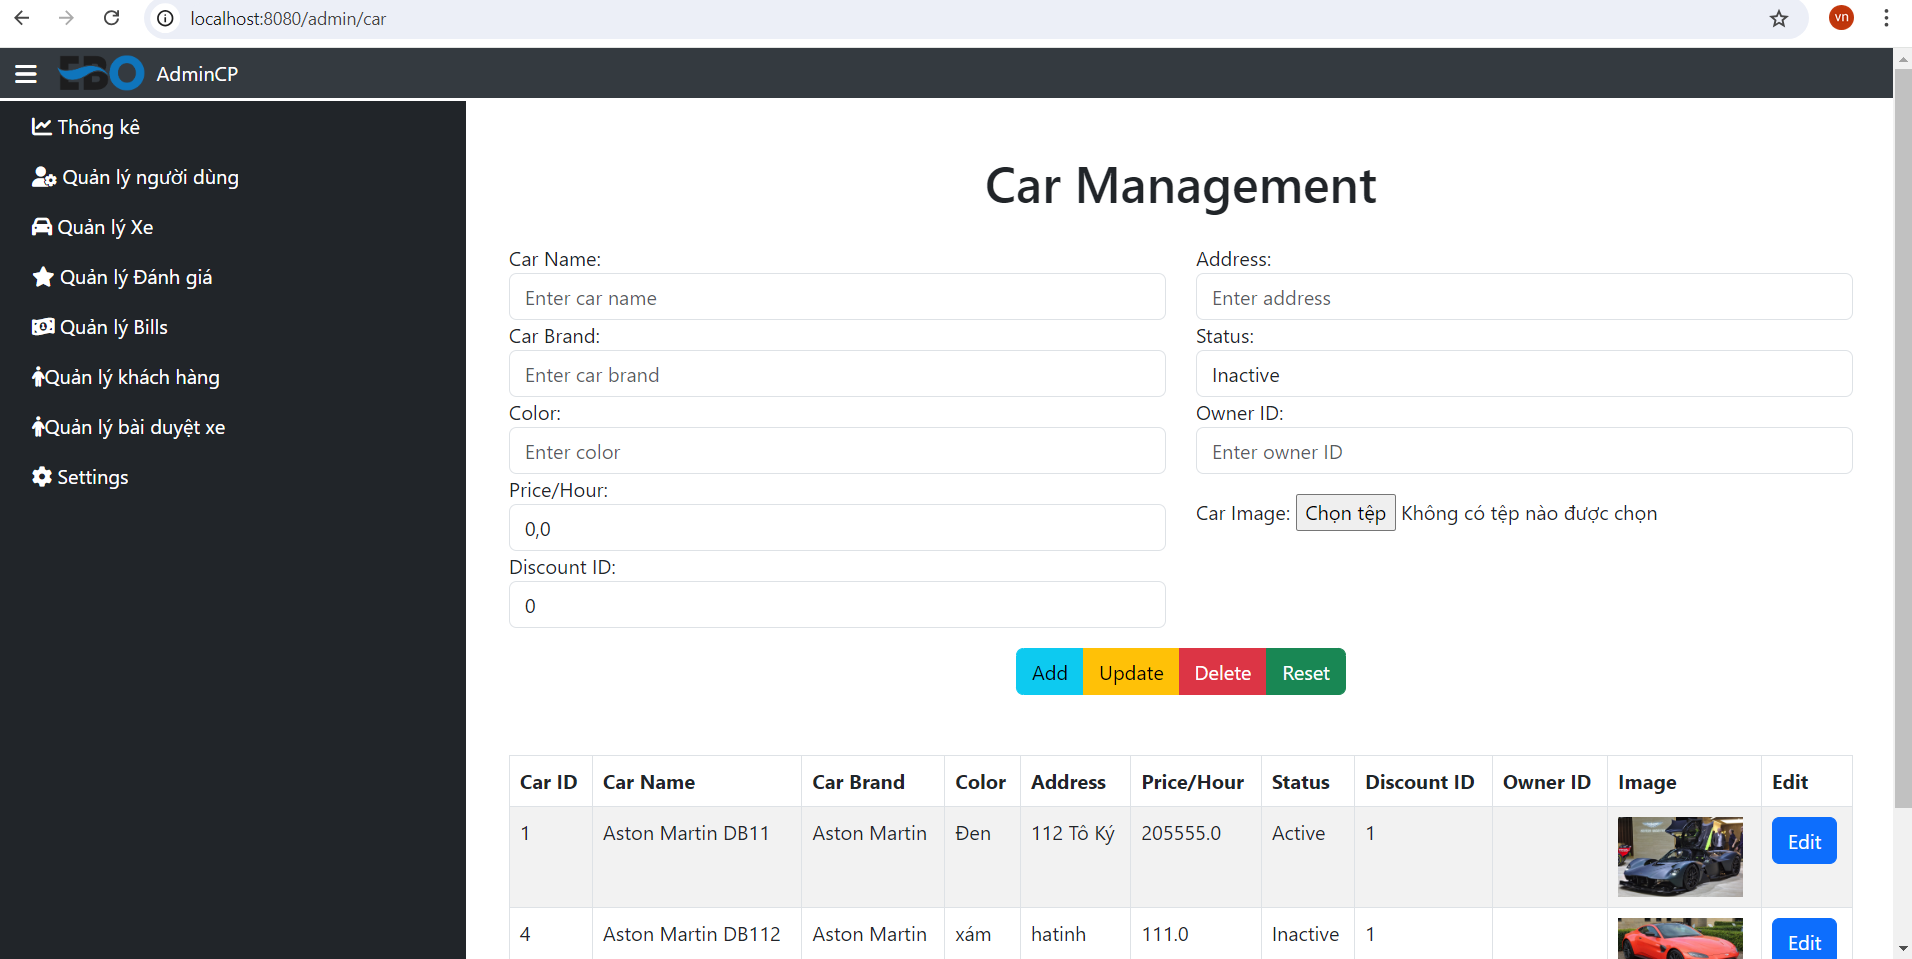 localhost:8080/admin/car
vn
EBO AdminCP
Thống kê
Quản lý người dùng
Quản lý Xe
Quản lý Đánh giá
Quản lý Bills
Quản lý khách hàng
Quản lý bài duyệt xe
Settings
Car Management
Car Name:
Enter car name
Car Brand:
Enter car brand
Color:
Enter color
Price/Hour:
0,0
Discount ID:
0
Address:
Enter address
Status:
Inactive
Owner ID:
Enter owner ID
Car Image: Chọn tệp Không có tệp nào được chọn
Add Update Delete Reset
Car ID Car Name Car Brand Color Address Price/Hour Status Discount ID Owner ID Image Edit
1 Aston Martin DB11 Aston Martin Đen 112 Tô Ký 205555.0 Active 1 Edit
4 Aston Martin DB112 Aston Martin xám hatinh 111.0 Inactive 1 Edit